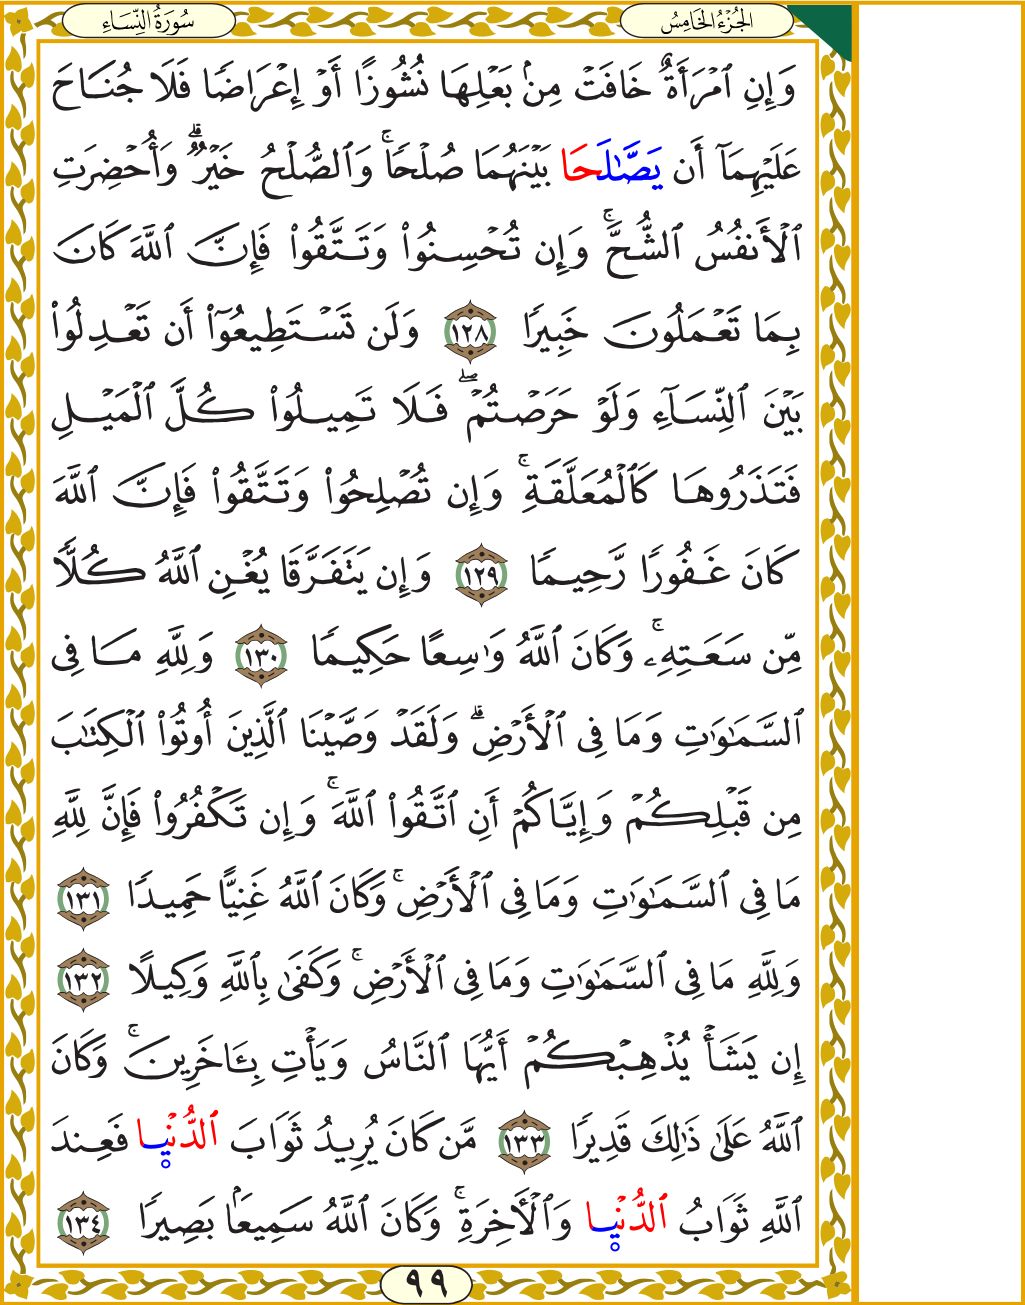 الجُزْءُ الخَامِسُ
سُورَةُ النِّسَاءِ
وَإِنِ ٱمۡرَأَةٌ خَافَتۡ مِنۢ بَعۡلِهَا نُشُوزًا أَوۡ إِعۡرَاضٗا فَلَا جُنَاحَ
عَلَيۡهِمَآ أَن يَصَّٰلَحَا بَيۡنَهُمَا صُلۡحٗاۚ وَٱلصُّلۡحُ خَيۡرٞۗ وَأُحۡضِرَتِ
ٱلۡأَنفُسُ ٱلشُّحَّۚ وَإِن تُحۡسِنُواْ وَتَتَّقُواْ فَإِنَّ ٱللَّهَ كَانَ
بِمَا تَعۡمَلُونَ خَبِيرٗا ١٢٨ وَلَن تَسۡتَطِيعُوٓاْ أَن تَعۡدِلُواْ
بَيۡنَ ٱلنِّسَآءِ وَلَوۡ حَرَصۡتُمۡۖ فَلَا تَمِيلُواْ كُلَّ ٱلۡمَيۡلِ
فَتَذَرُوهَا كَٱلۡمُعَلَّقَةِۚ وَإِن تُصۡلِحُواْ وَتَتَّقُواْ فَإِنَّ ٱللَّهَ
كَانَ غَفُورٗا رَّحِيمٗا ١٢٩ وَإِن يَتَفَرَّقَا يُغۡنِ ٱللَّهُ كُلّٗا
مِّن سَعَتِهِۦۚ وَكَانَ ٱللَّهُ وَٰسِعًا حَكِيمٗا ١٣٠ وَلِلَّهِ مَا فِي
ٱلسَّمَٰوَٰتِ وَمَا فِي ٱلۡأَرۡضِۗ وَلَقَدۡ وَصَّيۡنَا ٱلَّذِينَ أُوتُواْ ٱلۡكِتَٰبَ
مِن قَبۡلِكُمۡ وَإِيَّاكُمۡ أَنِ ٱتَّقُواْ ٱللَّهَۚ وَإِن تَكۡفُرُواْ فَإِنَّ لِلَّهِ
مَا فِي ٱلسَّمَٰوَٰتِ وَمَا فِي ٱلۡأَرۡضِۚ وَكَانَ ٱللَّهُ غَنِيًّا حَمِيدٗا ١٣١
وَلِلَّهِ مَا فِي ٱلسَّمَٰوَٰتِ وَمَا فِي ٱلۡأَرۡضِۚ وَكَفَىٰ بِٱللَّهِ وَكِيلًا ١٣٢
إِن يَشَأۡ يُذۡهِبۡكُمۡ أَيُّهَا ٱلنَّاسُ وَيَأۡتِ بِـَٔاخَرِينَۚ وَكَانَ
ٱللَّهُ عَلَىٰ ذَٰلِكَ قَدِيرٗا ١٣٣ مَّن كَانَ يُرِيدُ ثَوَابَ ٱلدُّنۡيَا فَعِندَ
ٱللَّهِ ثَوَابُ ٱلدُّنۡيَا وَٱلۡأٓخِرَةِۚ وَكَانَ ٱللَّهُ سَمِيعَۢا بَصِيرٗا ١٣٤
٩٩